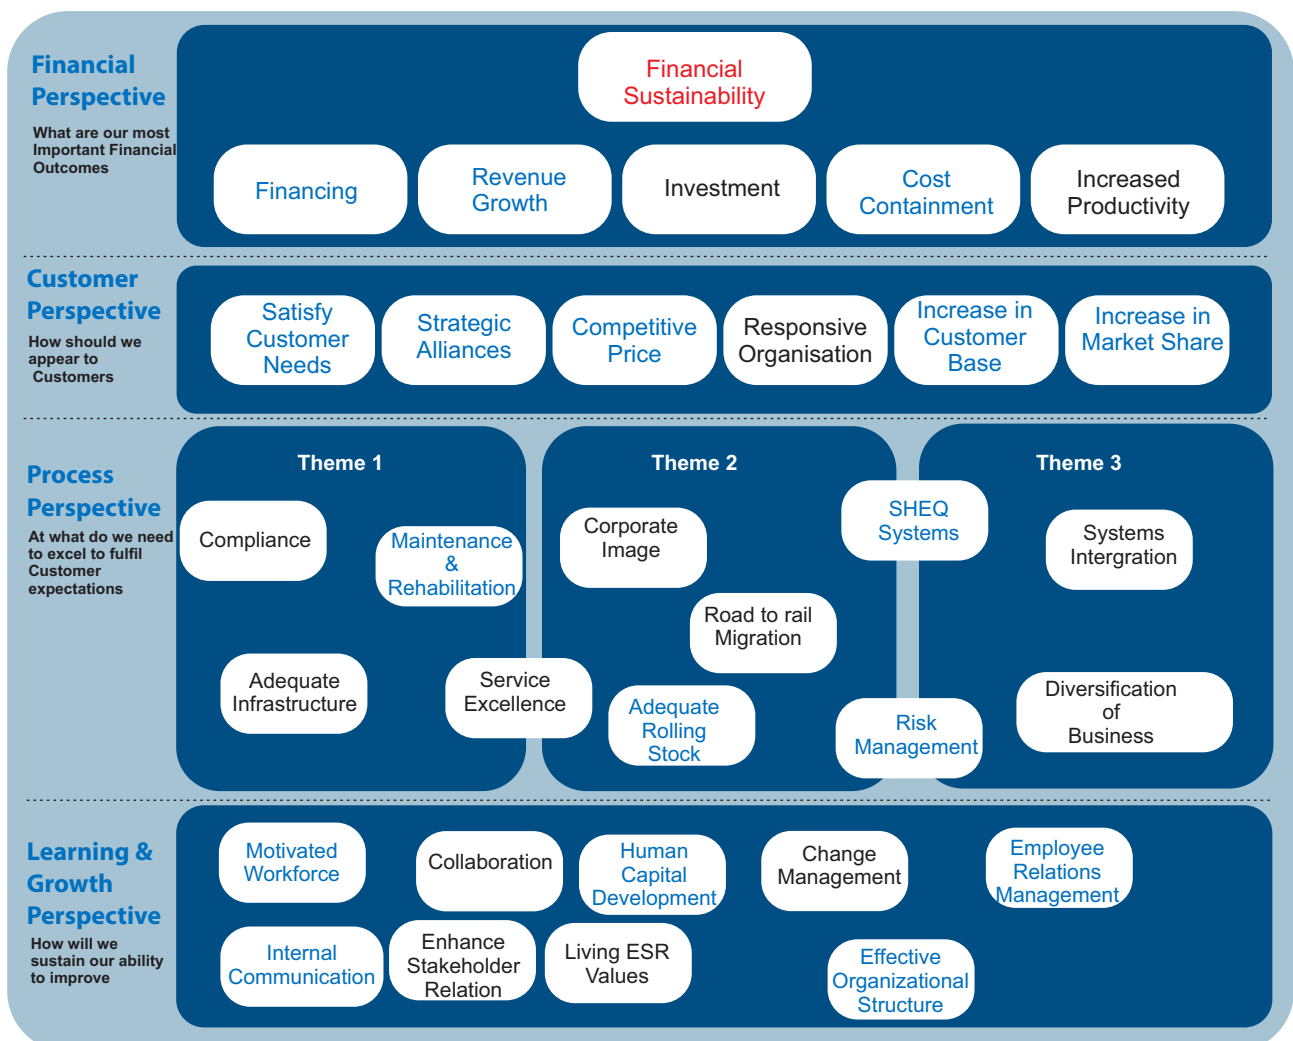 Financial
Perspective
What are our most
Important Financial
Outcomes
Financial
Sustainability
Financing
Revenue
Growth
Investment
Cost
Containment
Increased
Productivity
Customer
Perspective
How should we
appear to
Customers
Satisfy
Customer
Needs
Strategic
Alliances
Competitive
Price
Responsive
Organisation
Increase in
Customer
Base
Increase in
Market Share
Process
Perspective
At what do we need
to excel to fulfil
Customer
expectations
Theme 1
Compliance
Maintenance
&
Rehabilitation
Adequate
Infrastructure
Service
Excellence
Theme 2
Corporate
Image
Road to rail
Migration
Adequate
Rolling
Stock
SHEQ
Systems
Risk
Management
Theme 3
Systems
Intergration
Diversification
of
Business
Learning &
Growth
Perspective
How will we
sustain our ability
to improve
Motivated
Workforce
Collaboration
Human
Capital
Development
Change
Management
Employee
Relations
Management
Internal
Communication
Enhance
Stakeholder
Relation
Living ESR
Values
Effective
Organizational
Structure